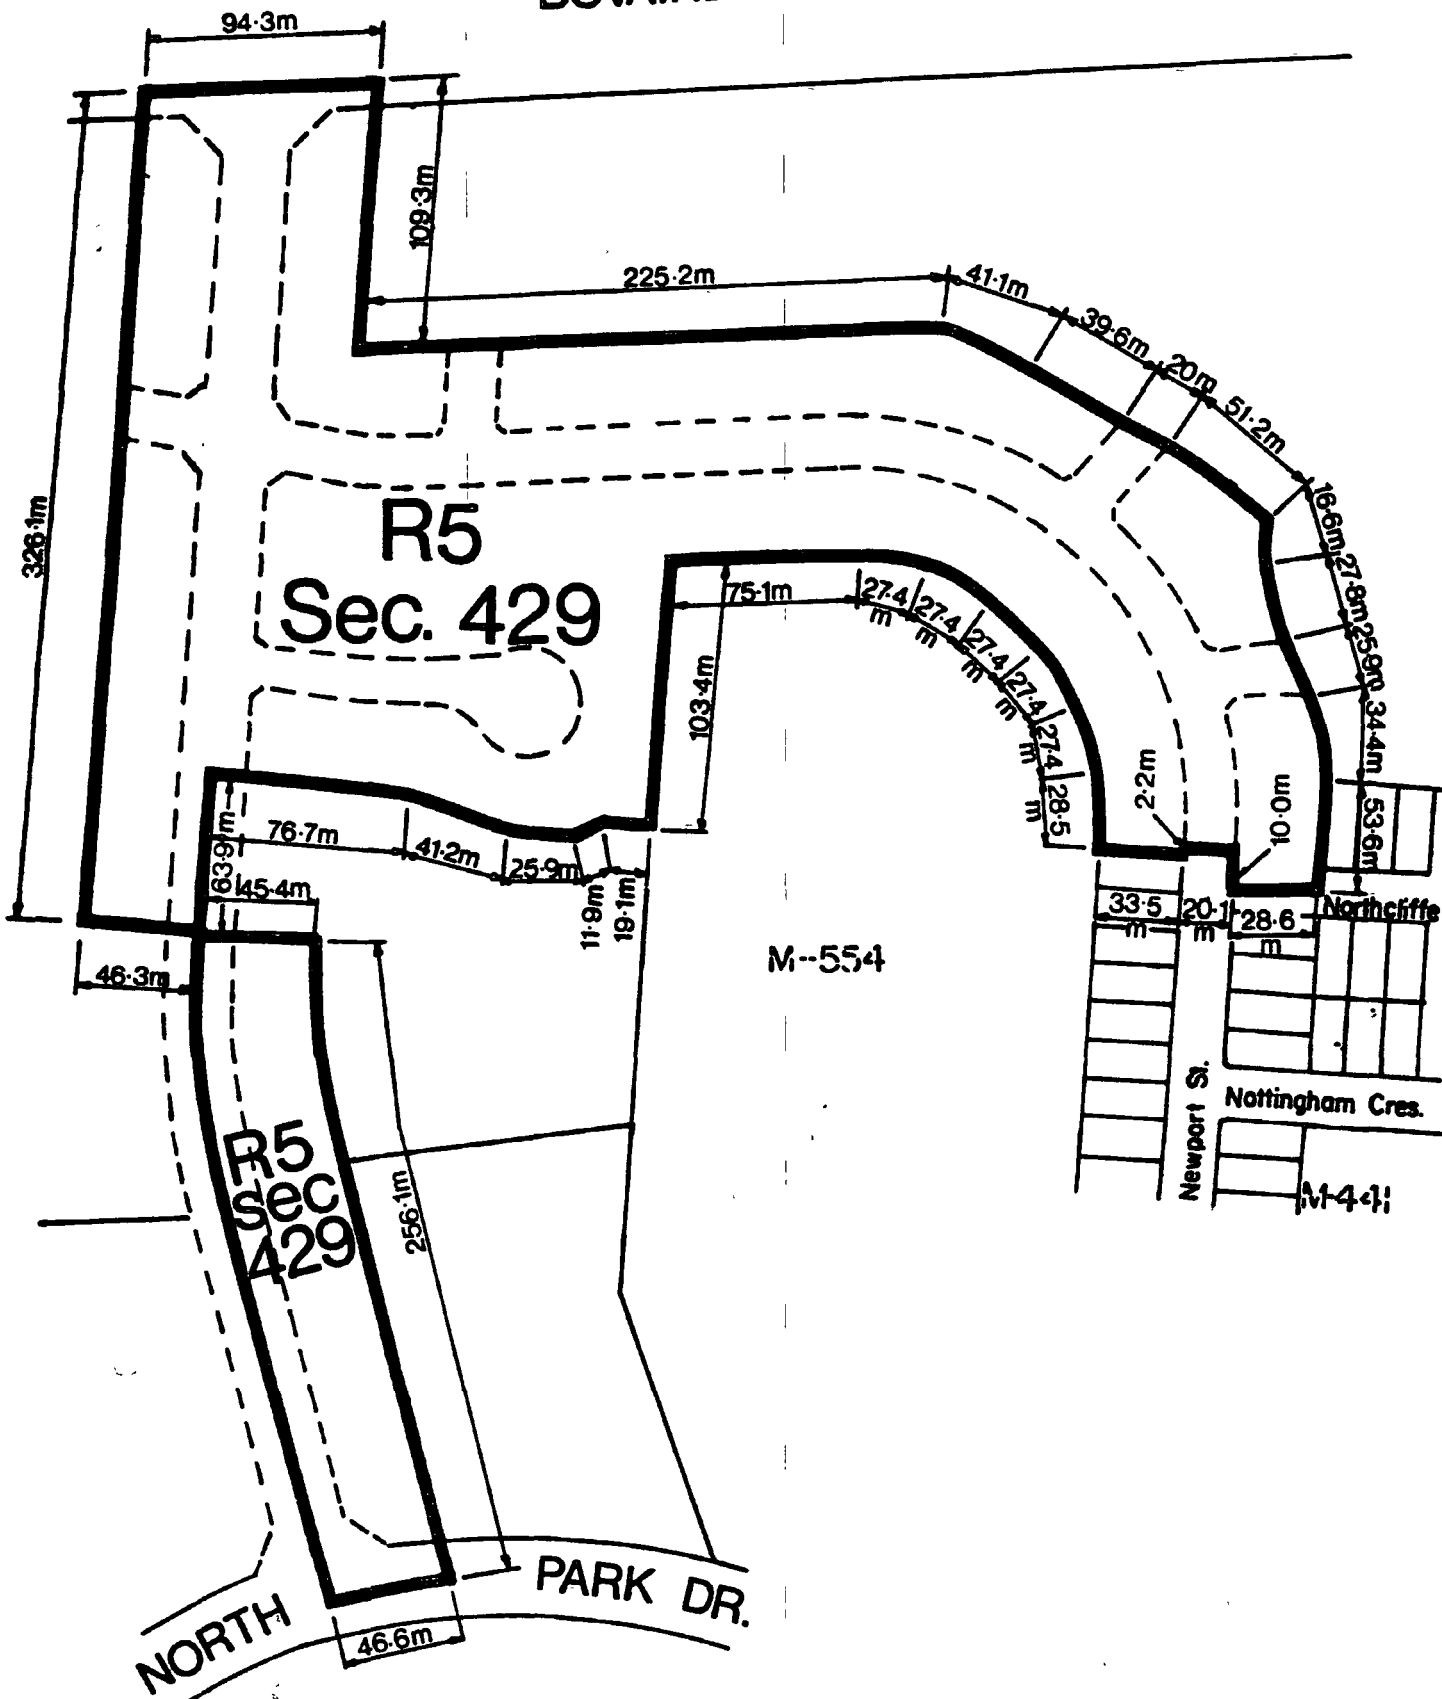 94.3m
109.3m
225.2m
41.1m
39.6m
20m
51.2m
16.6m
27.8m
25.9m
34.4m
53.6m
326.1m
R5
Sec. 429
75.1m
27.4
m
27.4
m
27.4
m
27.4
m
27.4
m
28.5
m
103.4m
2.2m
10.0m
63.9m
76.7m
41.2m
25.9m
11.9m
19.1m
45.4m
46.3m
33.5
m
20.1
m
28.6
m
Northcliffe
M-554
Newport St.
Nottingham Cres.
M-441
R5
sec
429
256.1m
46.6m
NORTH PARK DR.